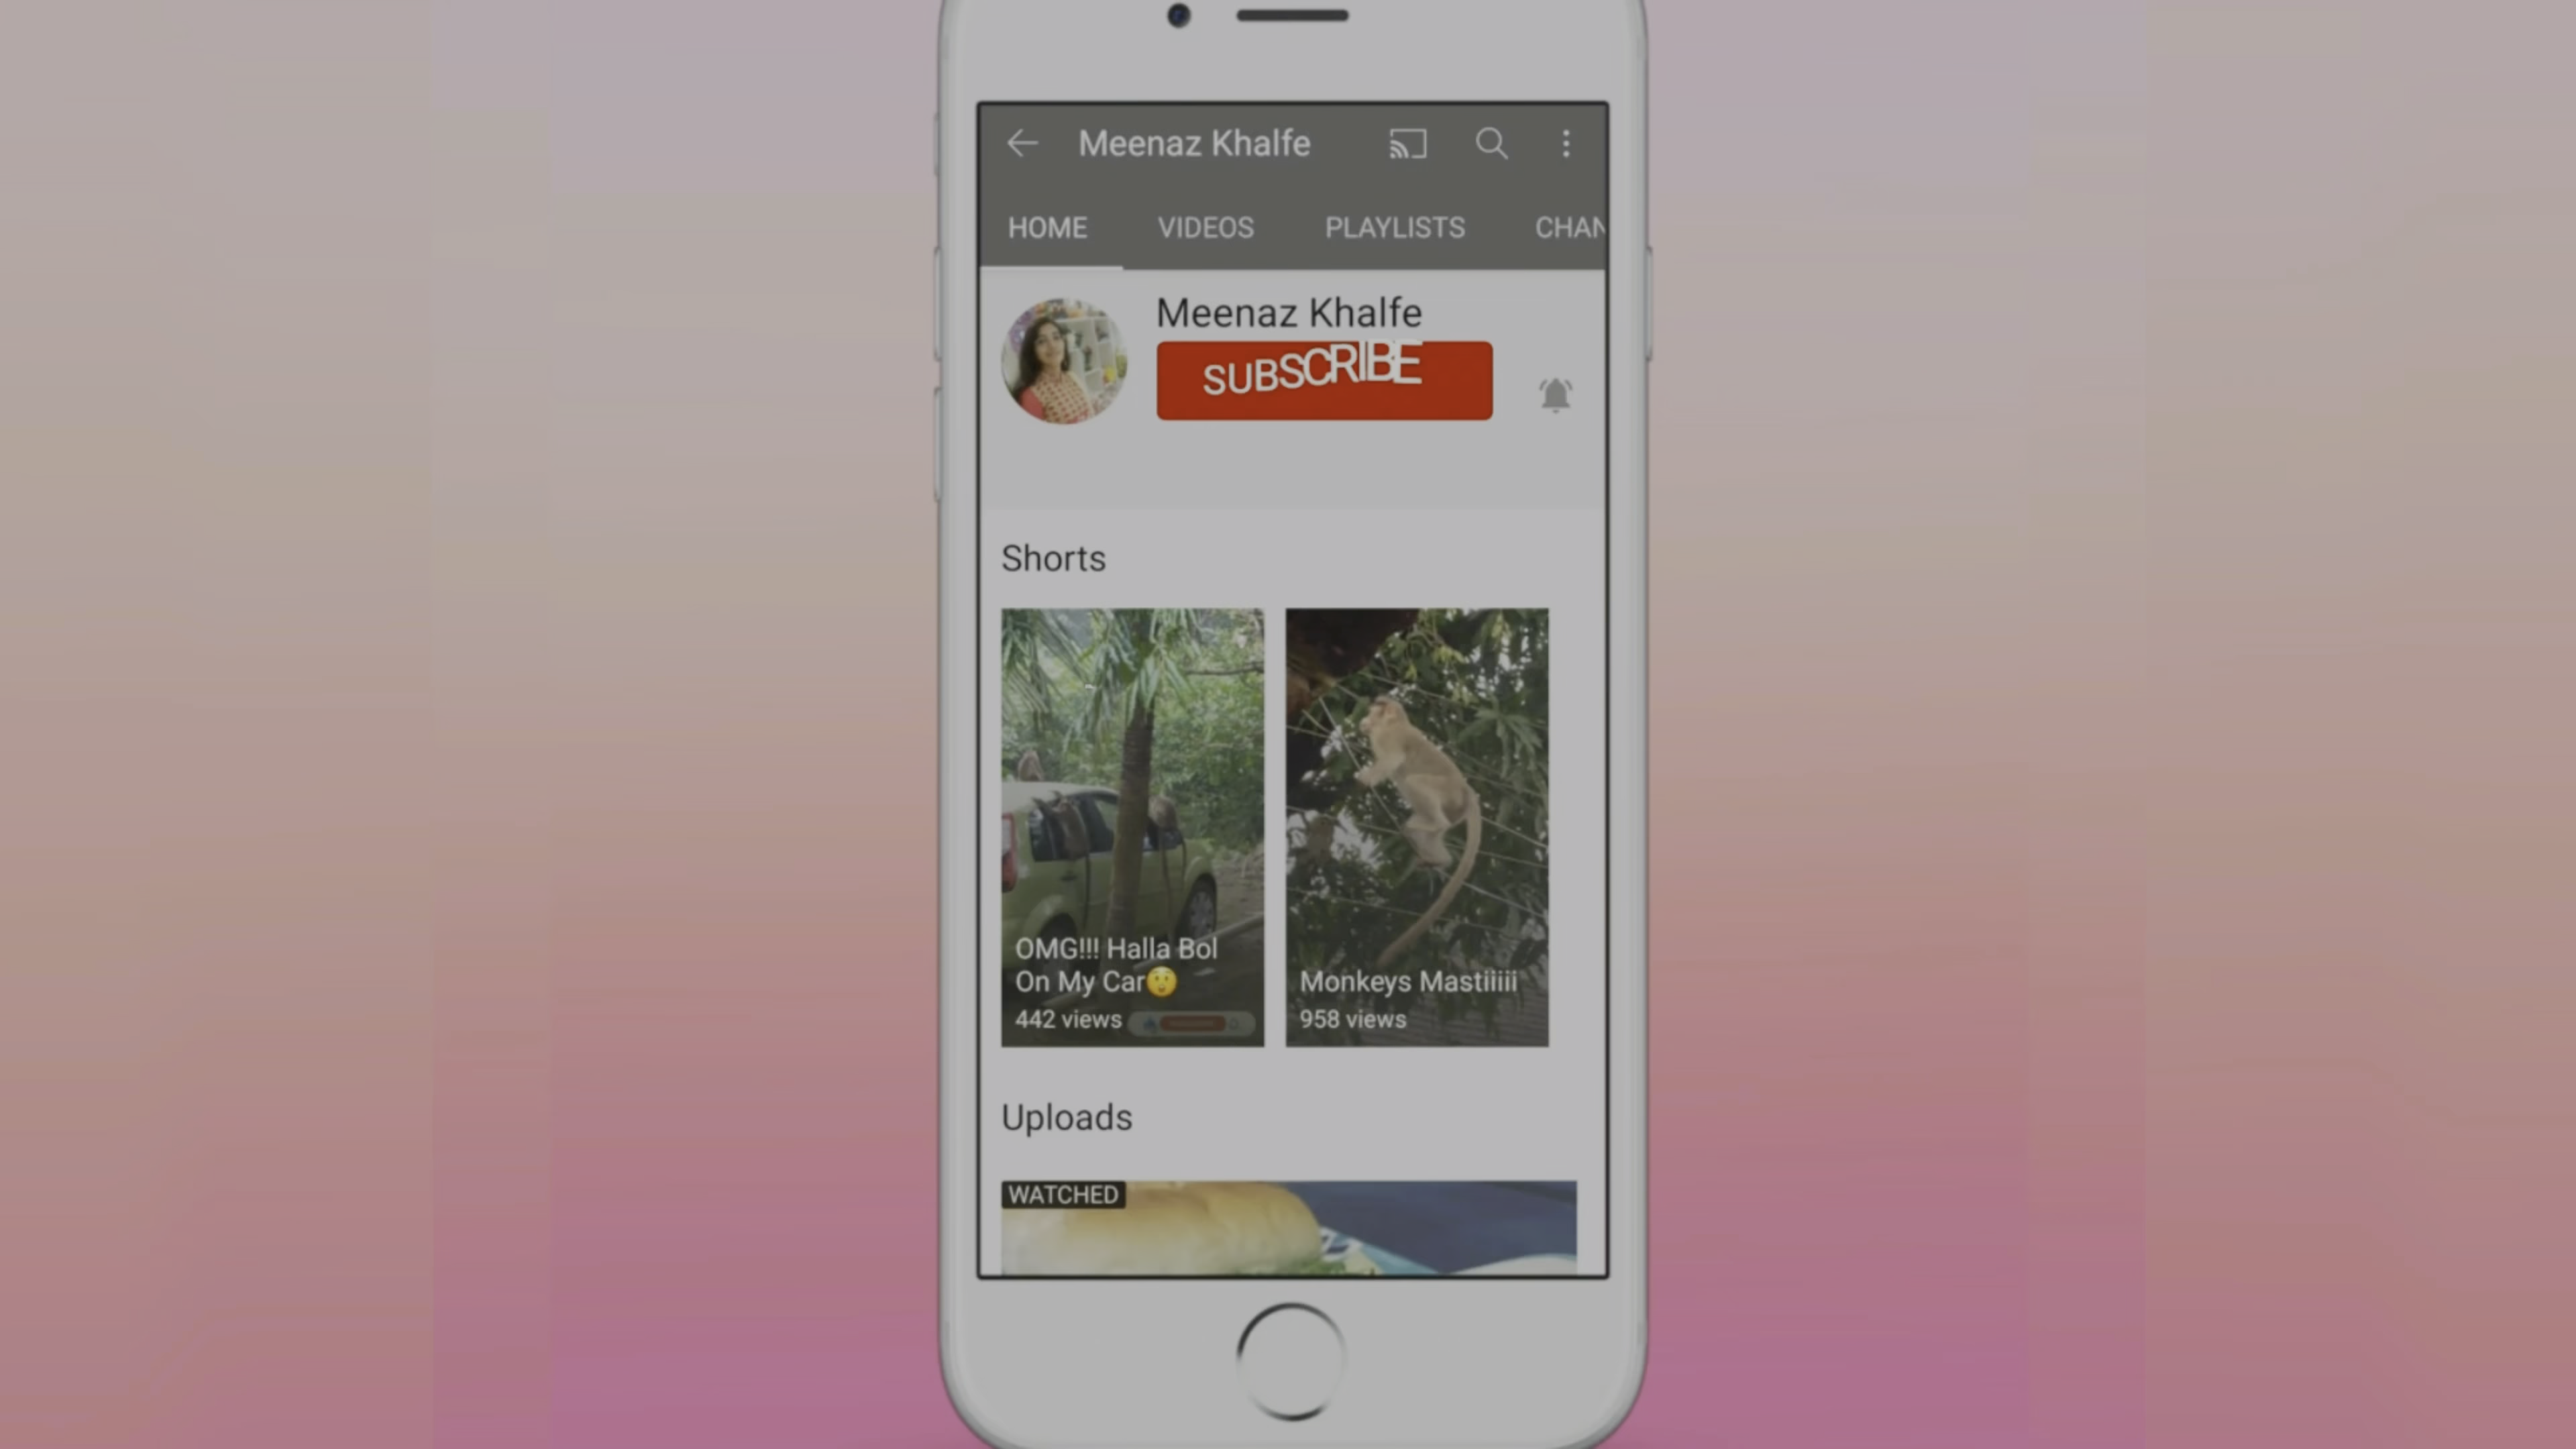 Meenaz Khalfe
HOME VIDEOS PLAYLISTS CHAN
Meenaz Khalfe
SUBSCRIBE
Shorts
OMG!!! Halla Bol
On My Car😲
442 views
Monkeys Mastiiiii
958 views
Uploads
WATCHED